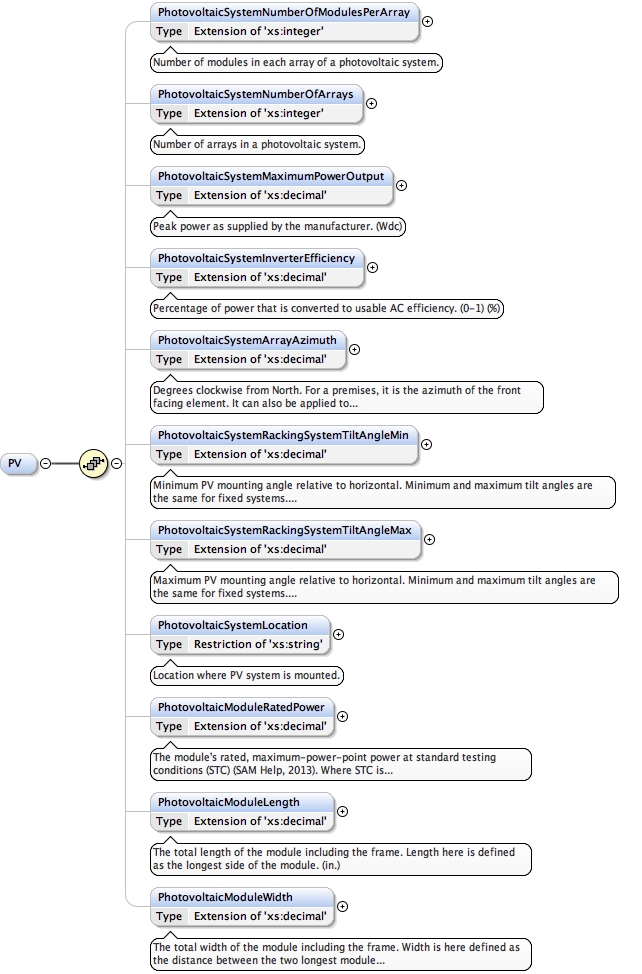 PhotovoltaicSystemNumberOfModulesPerArray
Type Extension of 'xs:integer'
Number of modules in each array of a photovoltaic system.
PhotovoltaicSystemNumberOfArrays
Type Extension of 'xs:integer'
Number of arrays in a photovoltaic system.
PhotovoltaicSystemMaximumPowerOutput
Type Extension of 'xs:decimal'
Peak power as supplied by the manufacturer. (Wdc)
PhotovoltaicSystemInverterEfficiency
Type Extension of 'xs:decimal'
Percentage of power that is converted to usable AC efficiency. (0-1) (%)
PhotovoltaicSystemArrayAzimuth
Type Extension of 'xs:decimal'
Degrees clockwise from North. For a premises, it is the azimuth of the front
facing element. It can also be applied to...
PV
PhotovoltaicSystemRackingSystemTiltAngleMin
Type Extension of 'xs:decimal'
Minimum PV mounting angle relative to horizontal. Minimum and maximum tilt angles are
the same for fixed systems....
PhotovoltaicSystemRackingSystemTiltAngleMax
Type Extension of 'xs:decimal'
Maximum PV mounting angle relative to horizontal. Minimum and maximum tilt angles are
the same for fixed systems....
PhotovoltaicSystemLocation
Type Restriction of 'xs:string'
Location where PV system is mounted.
PhotovoltaicModuleRatedPower
Type Extension of 'xs:decimal'
The module's rated, maximum-power-point power at standard testing
conditions (STC) (SAM Help, 2013). Where STC is...
PhotovoltaicModuleLength
Type Extension of 'xs:decimal'
The total length of the module including the frame. Length here is defined
as the longest side of the module. (in.)
PhotovoltaicModuleWidth
Type Extension of 'xs:decimal'
The total width of the module including the frame. Width is here defined as
the distance between the two longest module...